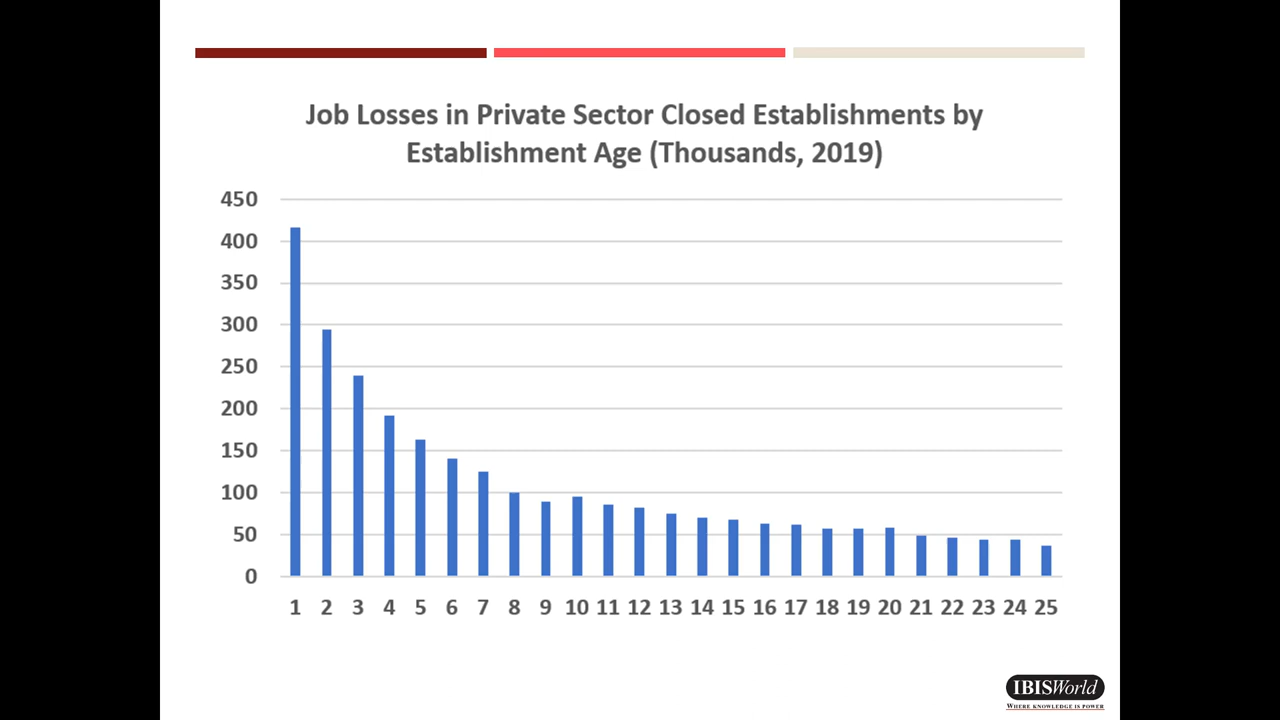 Job Losses in Private Sector Closed Establishments by
Establishment Age (Thousands, 2019)
450
400
350
300
250
200
150
100
50
0
1 2 3 4 5 6 7 8 9 10 11 12 13 14 15 16 17 18 19 20 21 22 23 24 25
IBISWorld
WHERE KNOWLEDGE IS POWER